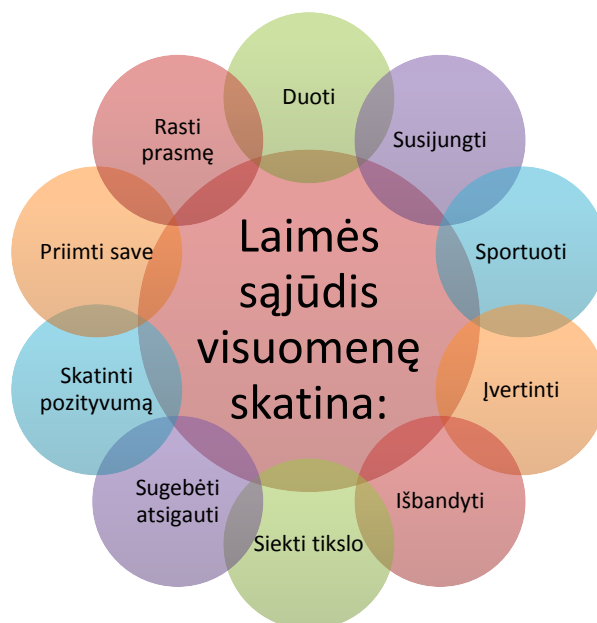 Laimės
sąjūdis
visuomenę
skatina:
Duoti
Susijungti
Sportuoti
Įvertinti
Išbandyti
Siekti tikslo
Sugebėti
atsigauti
Skatinti
pozityvumą
Priimti save
Rasti
prasmę